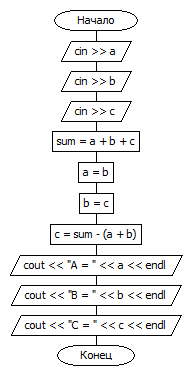 Начало
cin >> a
cin >> b
cin >> c
sum = a + b + c
a = b
b = c
c = sum - (a + b)
cout << "A = " << a << endl
cout << "B = " << b << endl
cout << "C = " << c << endl
Конец